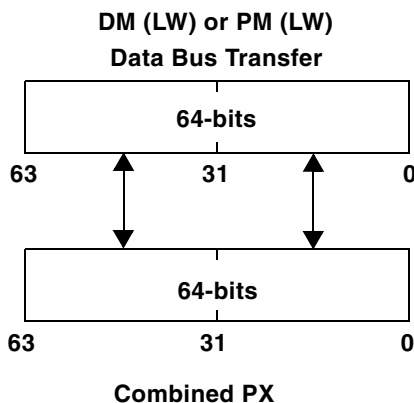 DM (LW) or PM (LW)
Data Bus Transfer
64-bits
63 31 0
64-bits
63 31 0
Combined PX